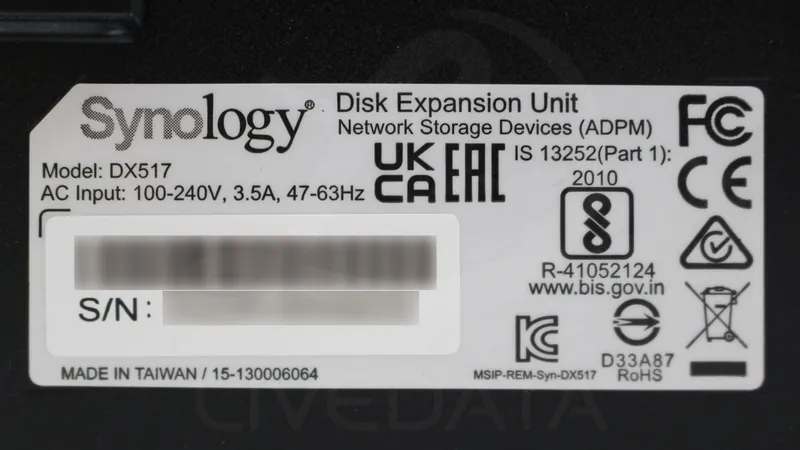 Synology®
Disk Expansion Unit
Network Storage Devices (ADPM)
Model: DX517
AC Input: 100-240V, 3.5A, 47-63Hz
UK
CA
EAC
FC
CE
IS 13252(Part 1):
2010
R-41052124
www.bis.gov.in
S/N :
MSIP-REM-Syn-DX517
D33A87
RoHS
MADE IN TAIWAN / 15-130006064
LIVEDATA